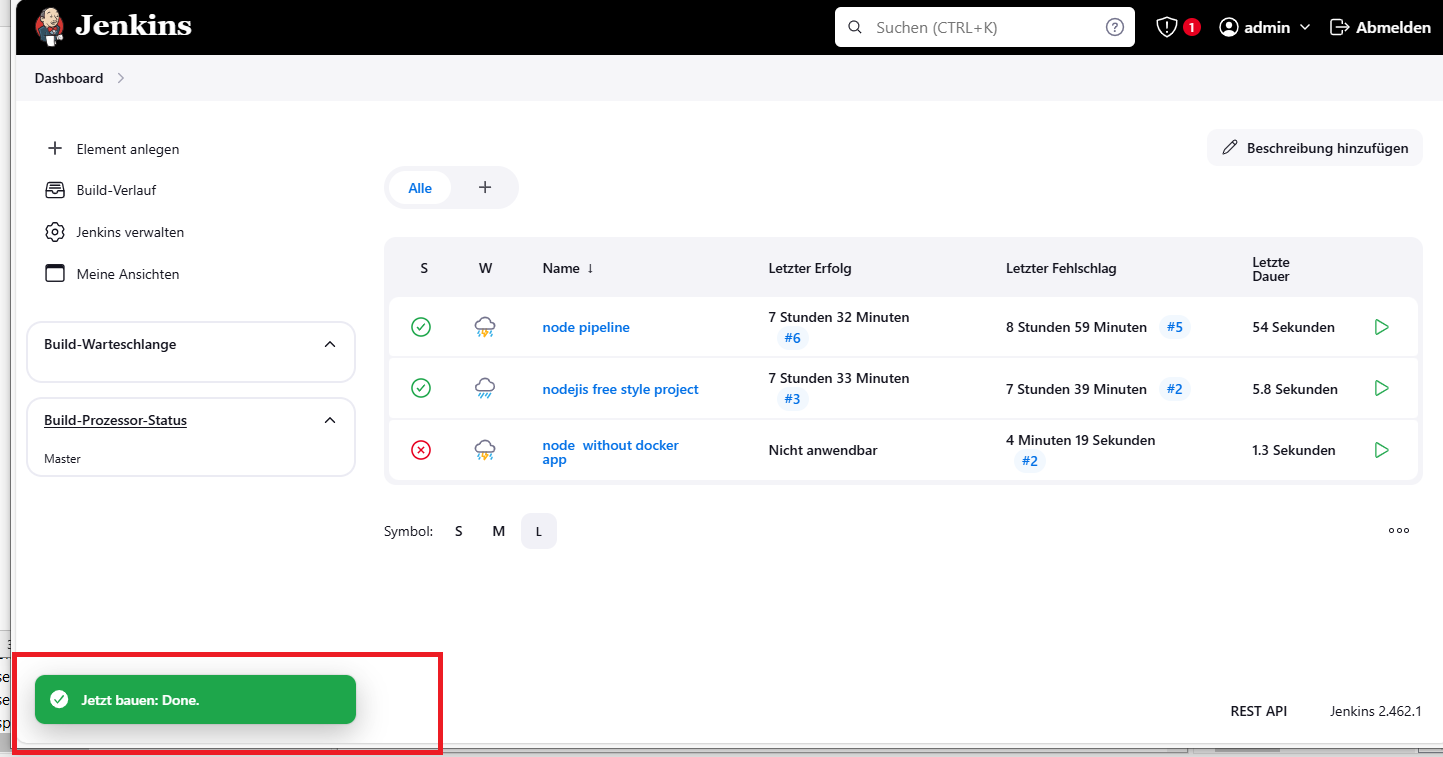 Jenkins
Suchen (CTRL+K)
1
admin
Abmelden
Dashboard
Element anlegen
Build-Verlauf
Jenkins verwalten
Meine Ansichten
Build-Warteschlange
Build-Prozessor-Status
Master
Beschreibung hinzufügen
Alle
S W Name ↓ Letzter Erfolg Letzter Fehlschlag Letzte
Dauer
node pipeline
7 Stunden 32 Minuten
#6
8 Stunden 59 Minuten #5
54 Sekunden
nodejis free style project
7 Stunden 33 Minuten
#3
7 Stunden 39 Minuten #2
5.8 Sekunden
node without docker
app
Nicht anwendbar
4 Minuten 19 Sekunden
#2
1.3 Sekunden
Symbol: S M L
Jetzt bauen: Done.
REST API Jenkins 2.462.1